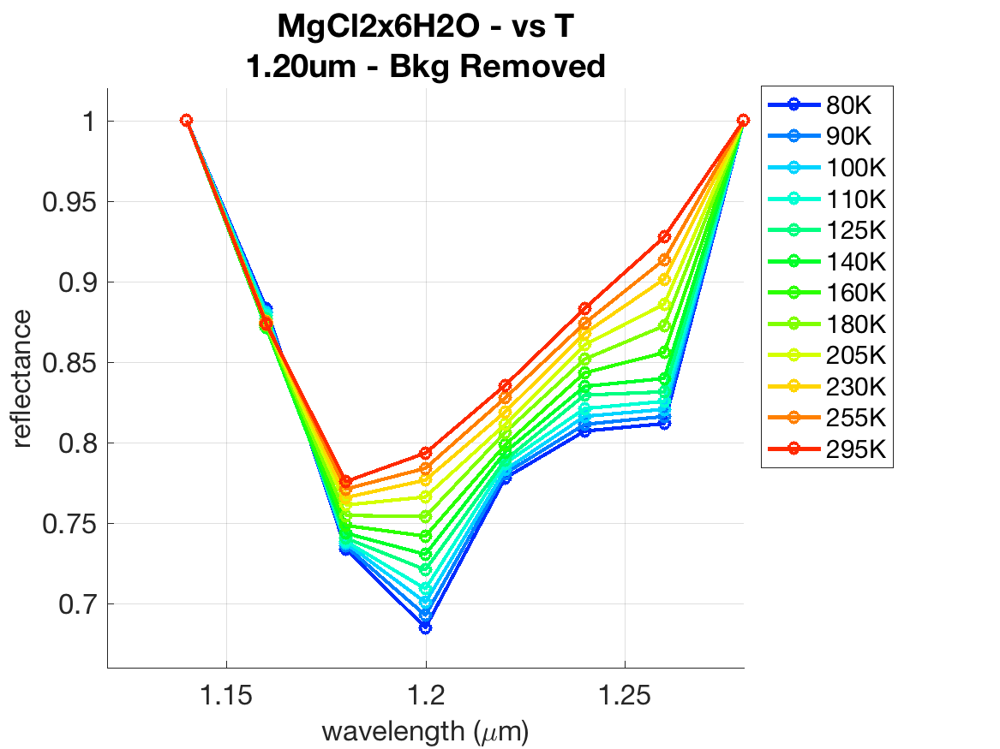 MgCl2x6H2O - vs T
1.20um - Bkg Removed
1
0.95
0.9
0.85
0.8
0.75
0.7
reflectance
1.15
1.2
1.25
wavelength (μm)
80K
90K
100K
110K
125K
140K
160K
180K
205K
230K
255K
295K